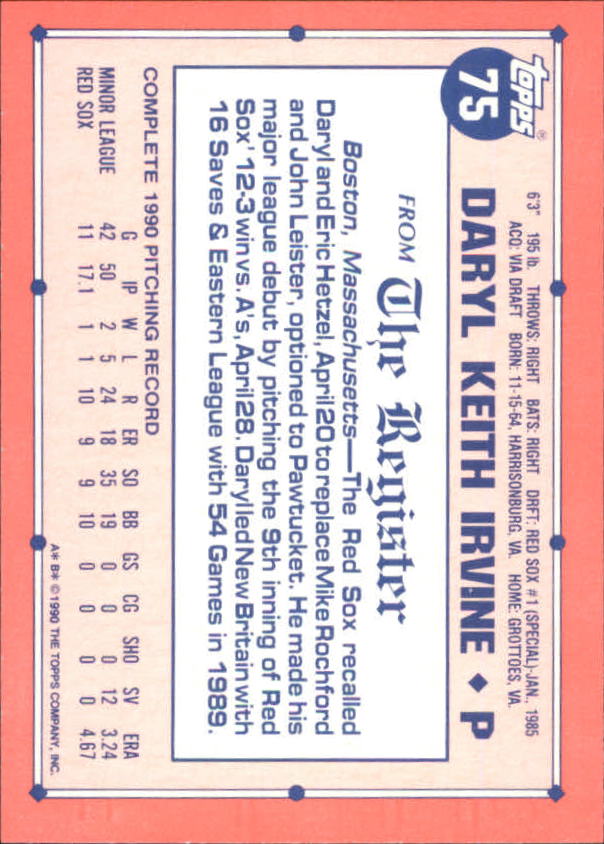 topps®
75
6'3" 195 lb. THROWS: RIGHT BATS: RIGHT DRFT: RED SOX #1 (SPECIAL)-JAN., 1985
ACQ: VIA DRAFT BORN: 11-15-64, HARRISONBURG, VA. HOME: GROTTOES, VA.
DARYL KEITH IRVINE ♦ P
FROM The Register
Boston, Massachusetts—The Red Sox recalled
Daryl and Eric Hetzel, April 20 to replace Mike Rochford
and John Leister, optioned to Pawtucket. He made his
major league debut by pitching the 9th inning of Red
Sox' 12-3 win vs. A's, April 28. Daryl led New Britain with
16 Saves & Eastern League with 54 Games in 1989.
COMPLETE 1990 PITCHING RECORD
G IP W L R ER SO BB GS CG SHO SV ERA
MINOR LEAGUE 42 50 2 5 24 18 35 19 0 0 0 12 3.24
RED SOX 11 17.1 1 1 10 9 9 10 0 0 0 0 4.67
A* B* © 1990 THE TOPPS COMPANY, INC.